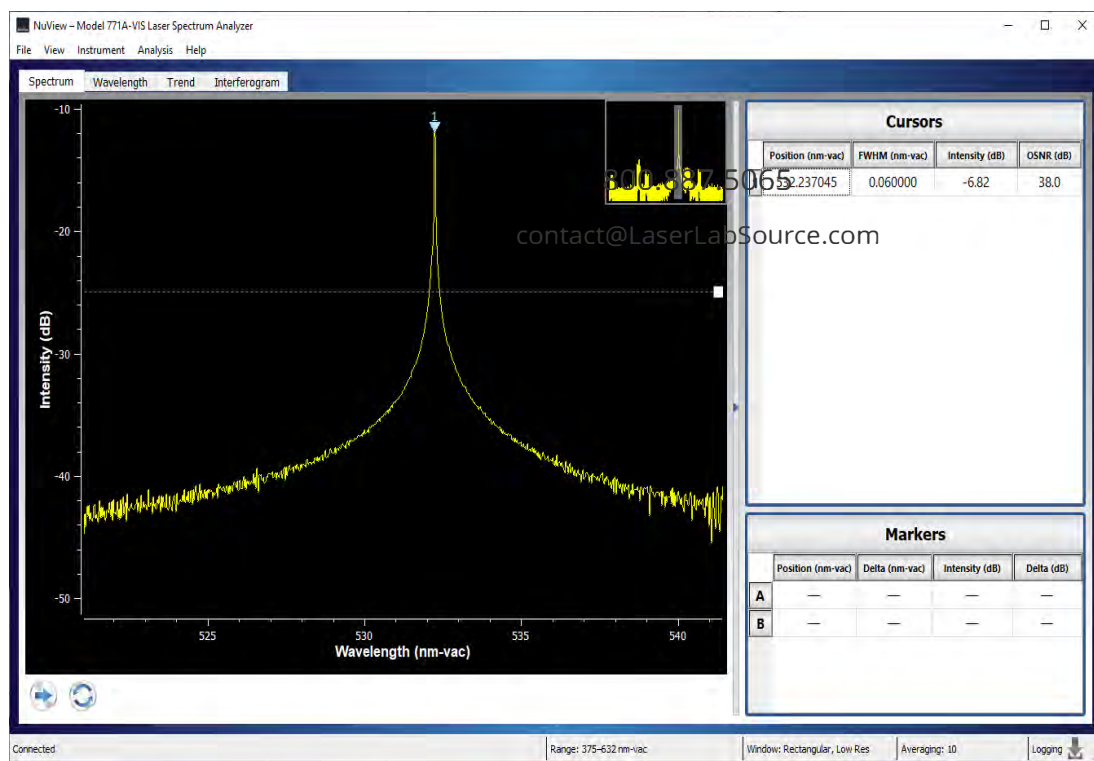 NuView – Model 771A-VIS Laser Spectrum Analyzer
File View Instrument Analysis Help
Spectrum Wavelength Trend Interferogram
-10
-20
-30
-40
-50
Intensity (dB)
1
525 530 535 540
Wavelength (nm-vac)
800.887.5065
contact@LaserLabSource.com
Cursors
Position (nm-vac) FWHM (nm-vac) Intensity (dB) OSNR (dB)
532.237045 0.060000 -6.82 38.0
Markers
Position (nm-vac) Delta (nm-vac) Intensity (dB) Delta (dB)
A — — — —
B — — — —
Connected Range: 375–632 nm-vac Window: Rectangular, Low Res Averaging: 10 Logging